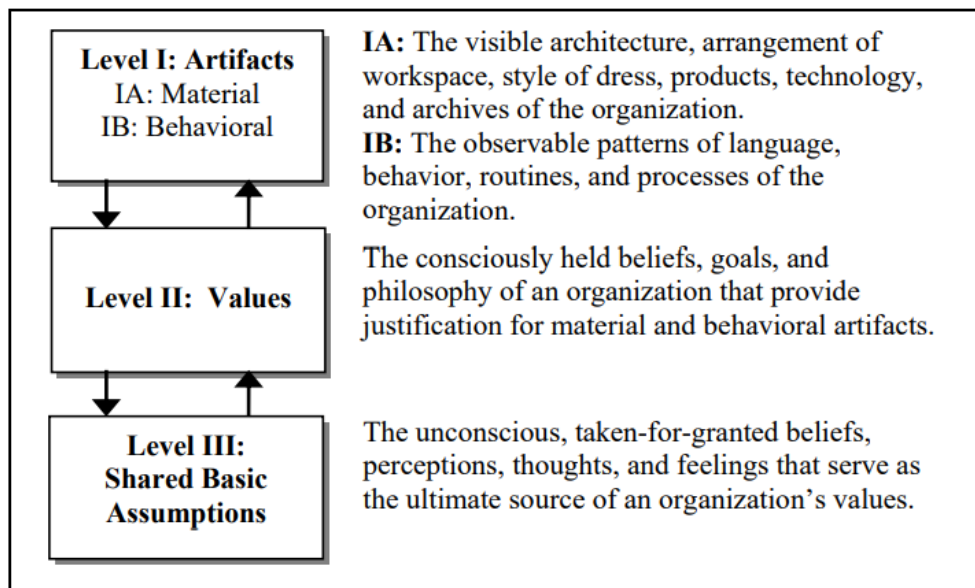 Level I: Artifacts
IA: Material
IB: Behavioral
IA: The visible architecture, arrangement of
workspace, style of dress, products, technology,
and archives of the organization.
IB: The observable patterns of language,
behavior, routines, and processes of the
organization.
Level II:  Values
The consciously held beliefs, goals, and
philosophy of an organization that provide
justification for material and behavioral artifacts.
Level III:
Shared Basic
Assumptions
The unconscious, taken-for-granted beliefs,
perceptions, thoughts, and feelings that serve as
the ultimate source of an organization’s values.